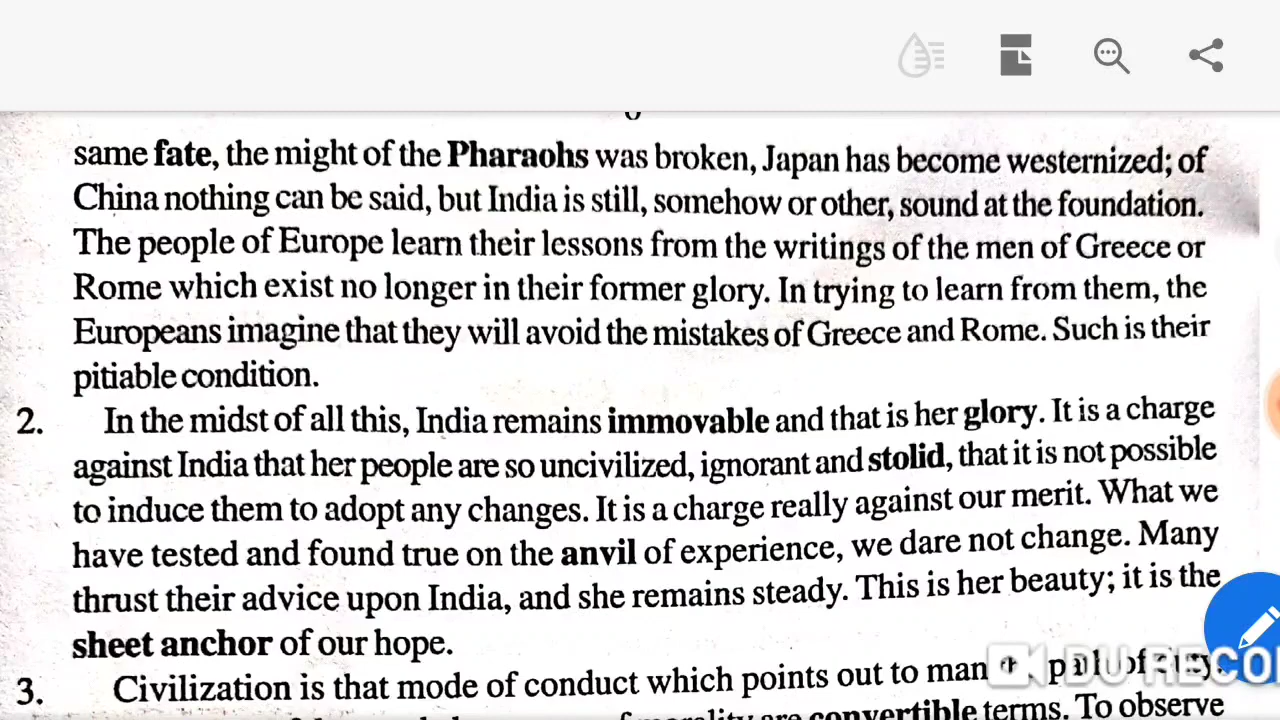 same fate, the might of the Pharaohs was broken, Japan has become westernized; of
China nothing can be said, but India is still, somehow or other, sound at the foundation.
The people of Europe learn their lessons from the writings of the men of Greece or
Rome which exist no longer in their former glory. In trying to learn from them, the
Europeans imagine that they will avoid the mistakes of Greece and Rome. Such is their
pitiable condition.
2. In the midst of all this, India remains immovable and that is her glory. It is a charge
against India that her people are so uncivilized, ignorant and stolid, that it is not possible
to induce them to adopt any changes. It is a charge really against our merit. What we
have tested and found true on the anvil of experience, we dare not change. Many
thrust their advice upon India, and she remains steady. This is her beauty; it is the
sheet anchor of our hope.
3. Civilization is that mode of conduct which points out to man path of duty.
DU RECO
convertible terms. To observe